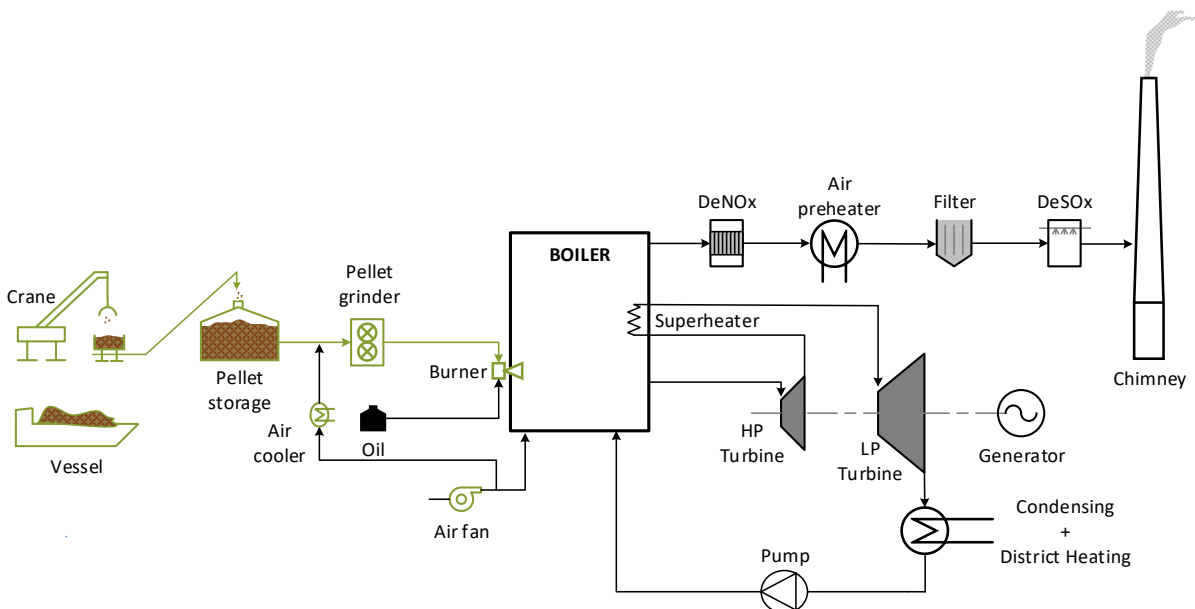 BOILER
DeNOx
Air
preheater
Filter
DeSOx
Crane
Pellet
grinder
Superheater
Burner
Pellet
storage
Air
cooler
Oil
HP
Turbine
LP
Turbine
Generator
Chimney
Vessel
Air fan
Condensing
+
District Heating
Pump